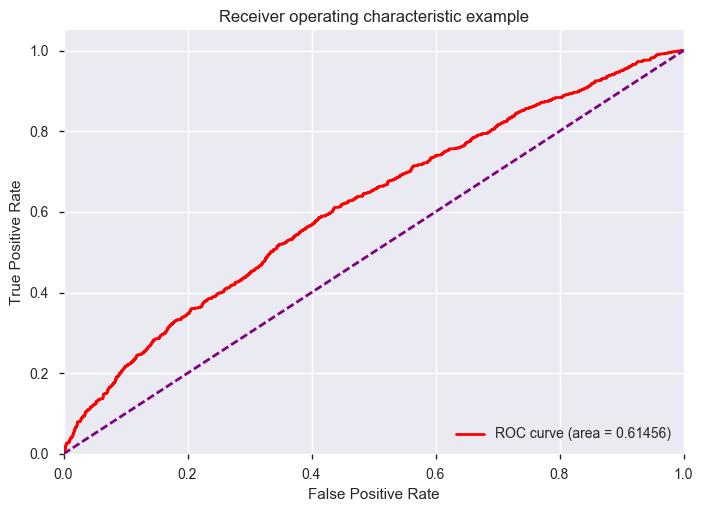 Receiver operating characteristic example
1.0
0.8
0.6
0.4
0.2
0.0
True Positive Rate
ROC curve (area = 0.61456)
0.0 0.2 0.4 0.6 0.8 1.0
False Positive Rate